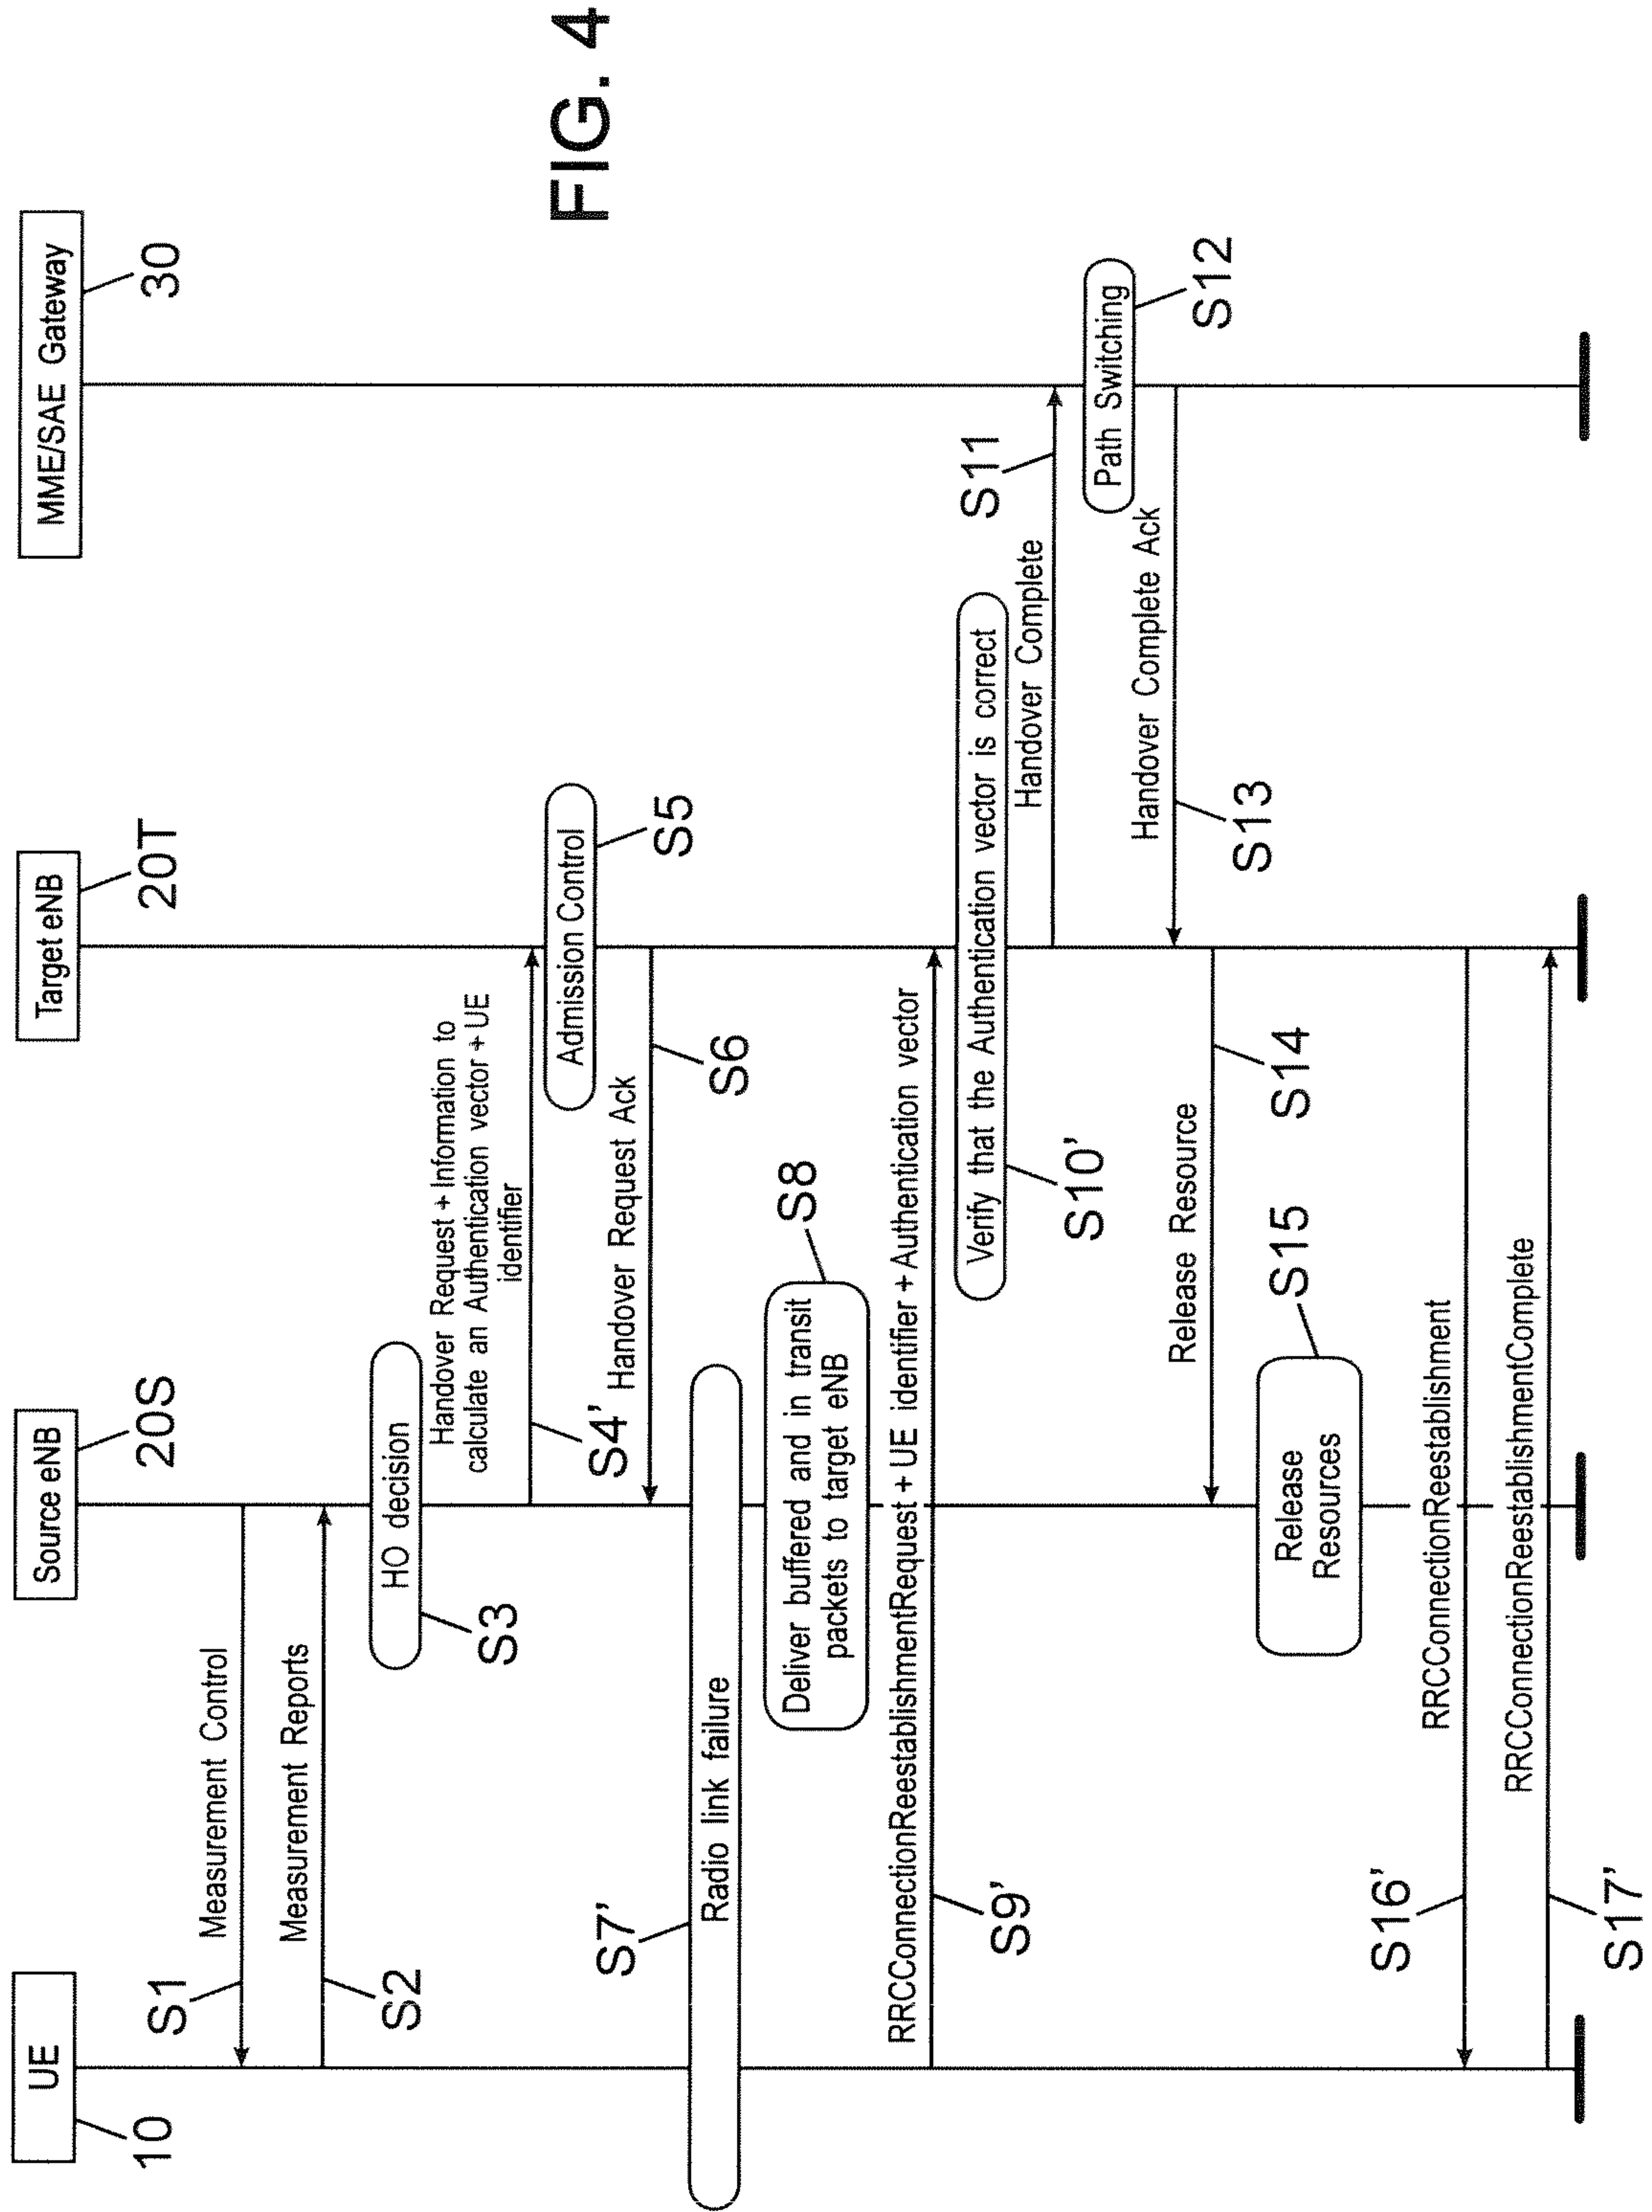 UE
10
Source eNB
20S
Target eNB
20T
MME/SAE Gateway
30
S1
Measurement Control
Measurement Reports
S2
HO decision
S3
Handover Request + Information to
calculate an Authentication vector + UE
identifier
S4'
Admission Control
S5
Handover Request Ack
S6
S7'
Radio link failure
Deliver buffered and in transit
packets to target eNB
S8
RRCConnectionReestablishmentRequest + UE identifier + Authentication vector
S9'
Verify that the Authentication vector is correct
S10'
Handover Complete
S11
Path Switching
S12
Handover Complete Ack
S13
Release Resource
S14
Release
Resources
S15
RRCConnectionReestablishment
S16'
RRCConnectionReestablishmentComplete
S17'
FIG. 4